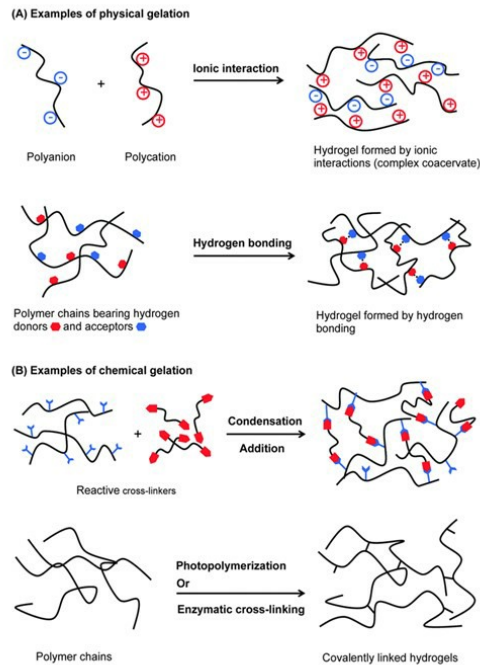 (A) Examples of physical gelation
Ionic interaction
+
Polyanion
Polycation
Hydrogel formed by ionic
interactions (complex coacervate)
Hydrogen bonding
Polymer chains bearing hydrogen
donors and acceptors
Hydrogel formed by hydrogen
bonding
(B) Examples of chemical gelation
+
Condensation
Addition
Reactive cross-linkers
Photopolymerization
Or
Enzymatic cross-linking
Polymer chains
Covalently linked hydrogels